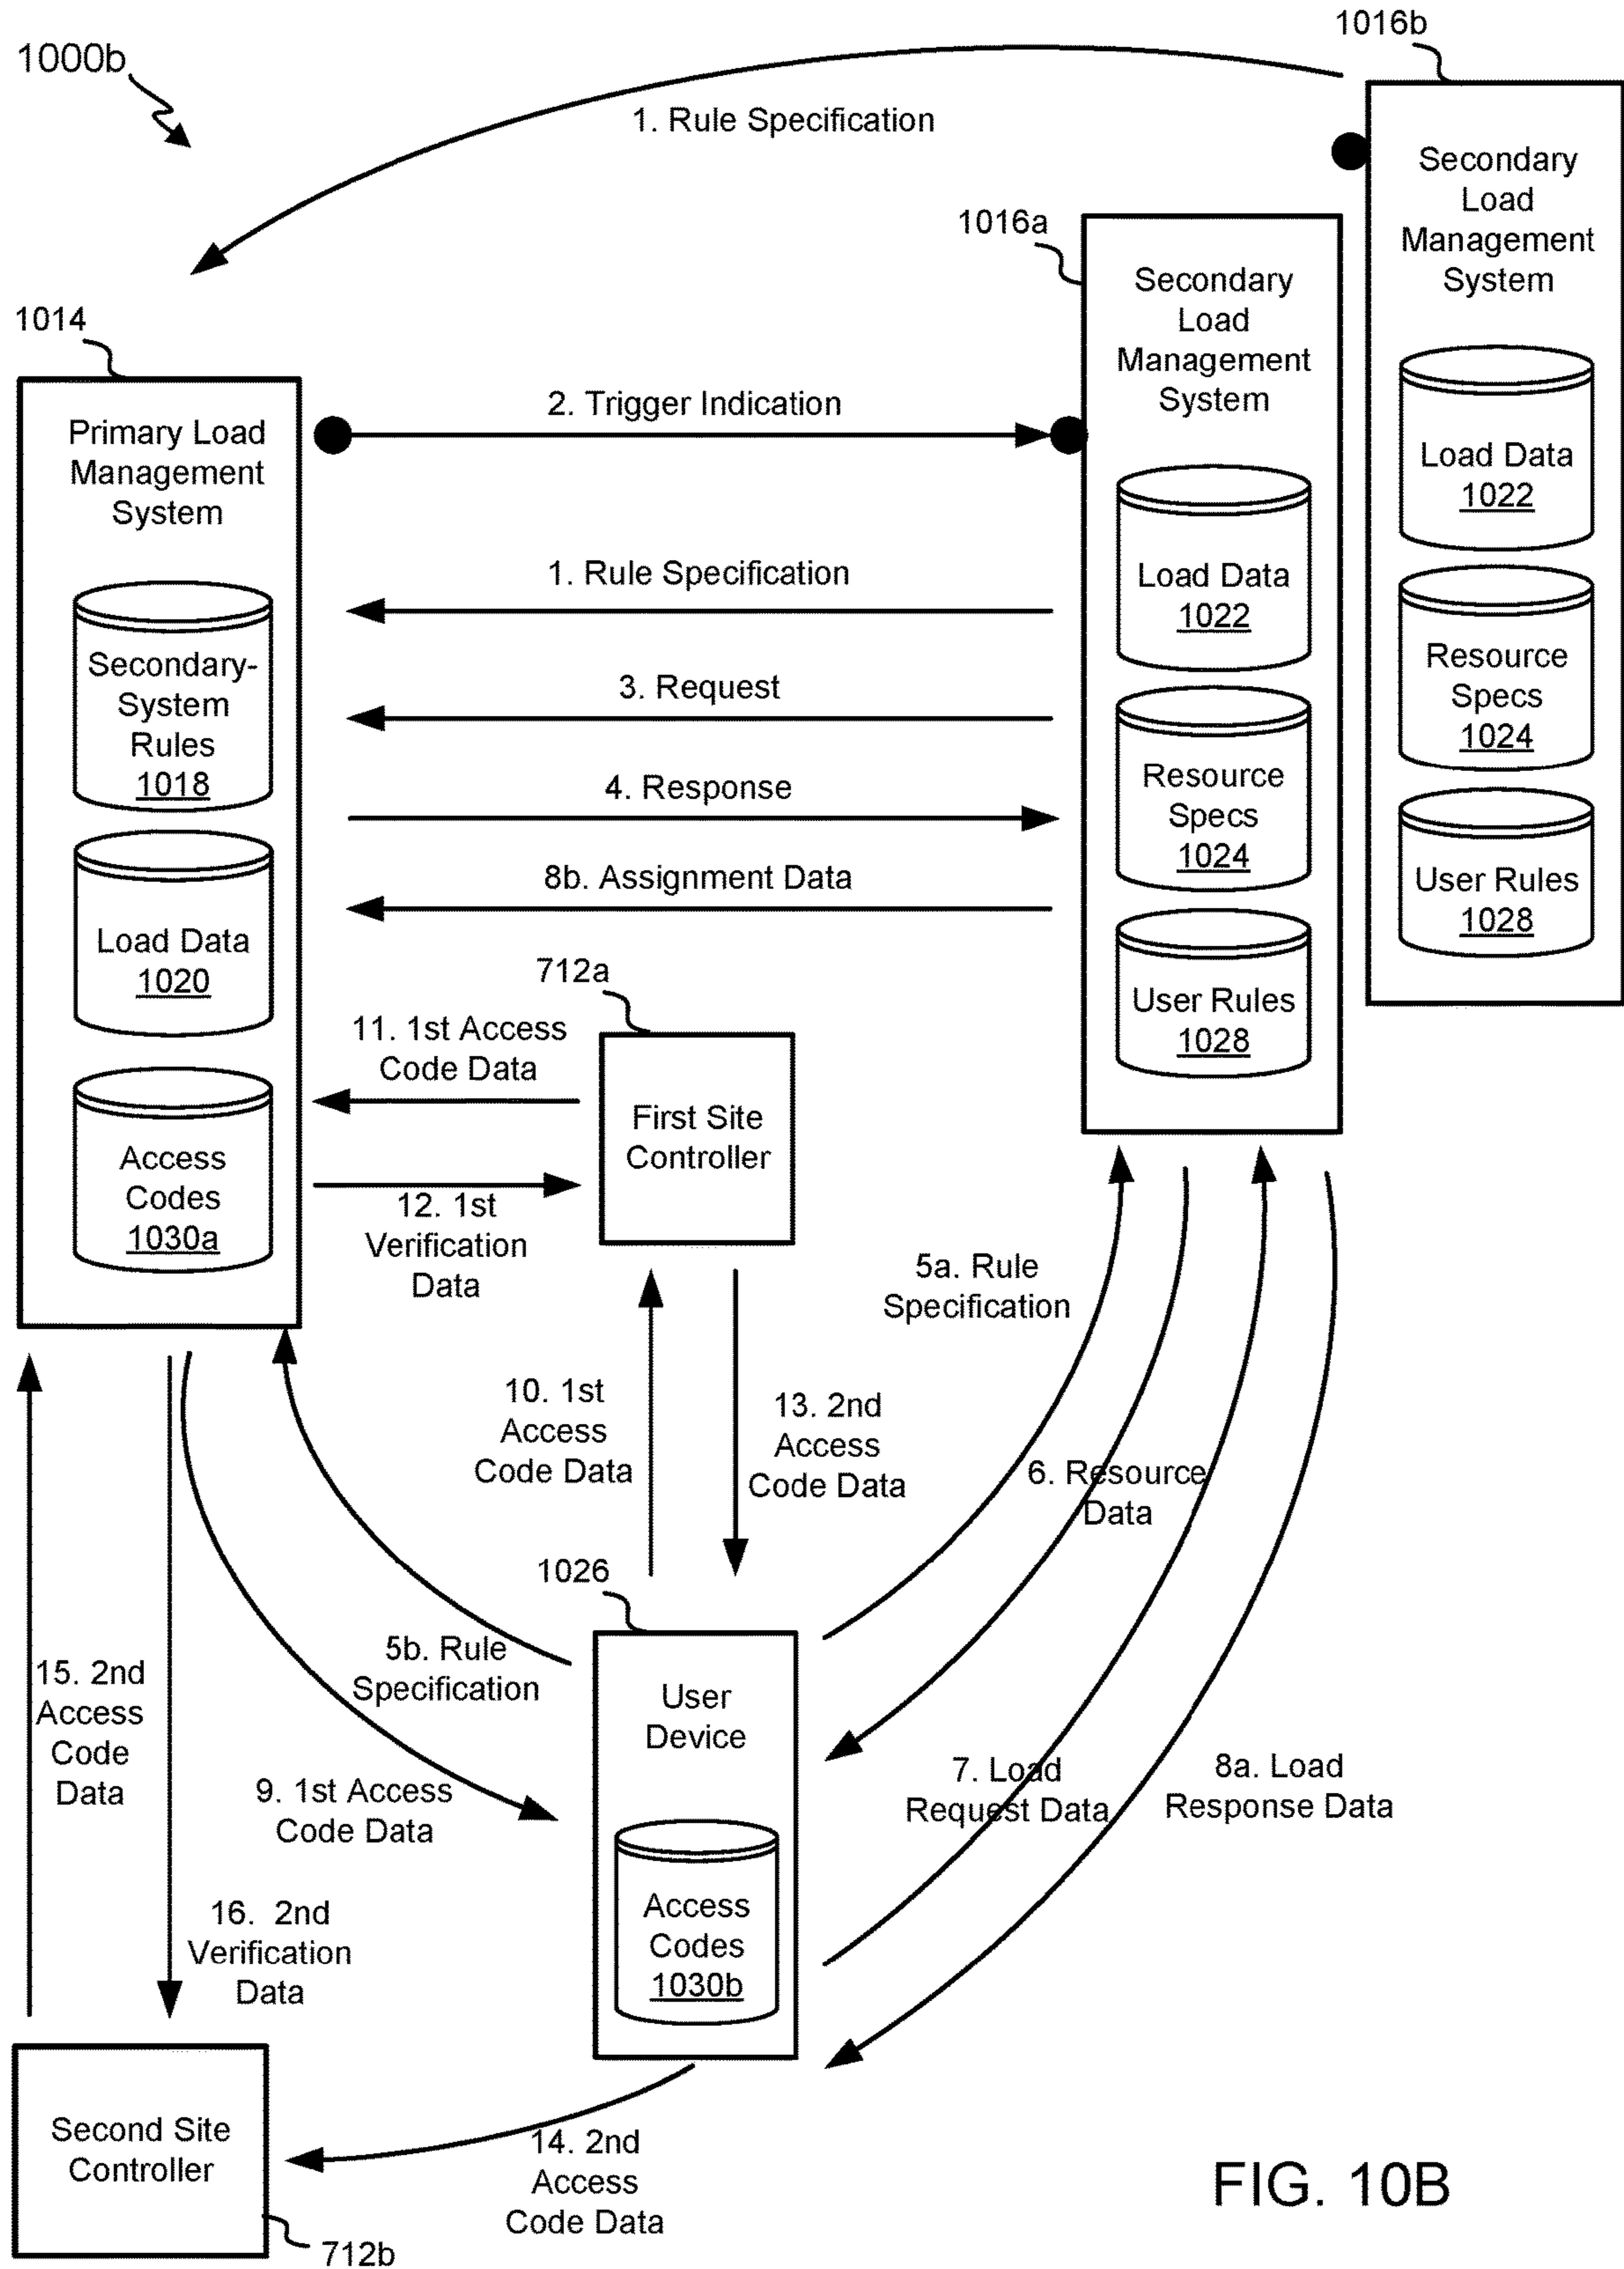 1000b
1016b
1. Rule Specification
Secondary
Load
Management
System
Load Data
1022
Resource
Specs
1024
User Rules
1028
1016a
Secondary
Load
Management
System
Load Data
1022
Resource
Specs
1024
User Rules
1028
1014
Primary Load
Management
System
Secondary-
System
Rules
1018
Load Data
1020
Access
Codes
1030a
2. Trigger Indication
1. Rule Specification
3. Request
4. Response
8b. Assignment Data
712a
First Site
Controller
11. 1st Access
Code Data
12. 1st
Verification
Data
10. 1st
Access
Code Data
13. 2nd
Access
Code Data
5a. Rule
Specification
6. Resource
Data
7. Load
Request Data
8a. Load
Response Data
1026
User
Device
Access
Codes
1030b
5b. Rule
Specification
9. 1st Access
Code Data
15. 2nd
Access
Code
Data
16. 2nd
Verification
Data
Second Site
Controller
712b
14. 2nd
Access
Code Data
FIG. 10B